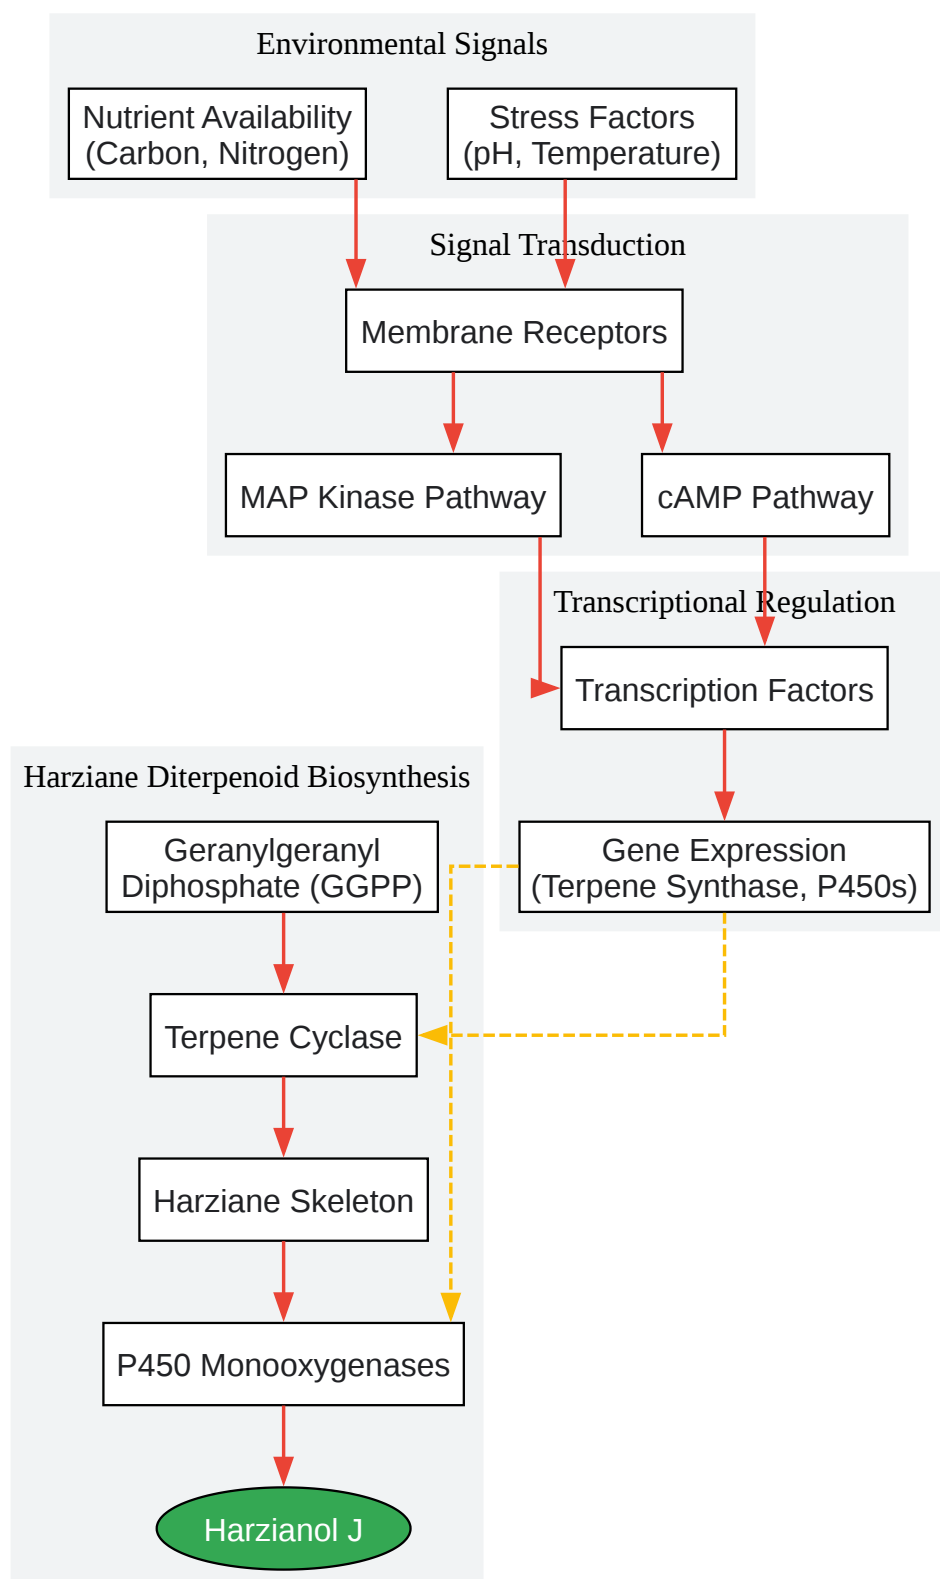 Environmental Signals
Nutrient Availability
(Carbon, Nitrogen)
Stress Factors
(pH, Temperature)
Signal Transduction
Membrane Receptors
MAP Kinase Pathway
cAMP Pathway
Transcriptional Regulation
Transcription Factors
Gene Expression
(Terpene Synthase, P450s)
Harziane Diterpenoid Biosynthesis
Geranylgeranyl
Diphosphate (GGPP)
Terpene Cyclase
Harziane Skeleton
P450 Monooxygenases
Harzianol J